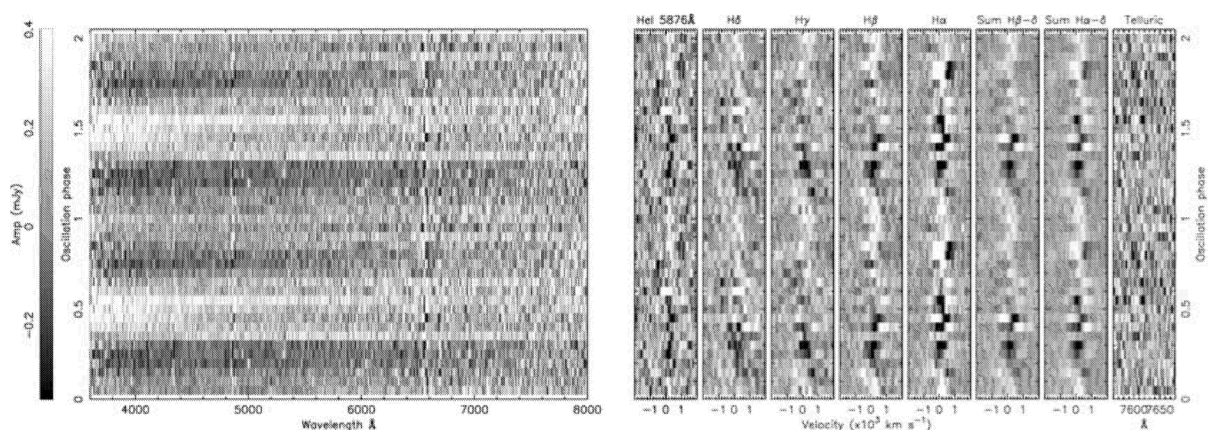 HeI 5876Å Hδ Hγ Hβ Hα Sum Hβ−δ Sum Hα−δ Telluric
Amp (mJy)
−0.2 0 0.2 0.4
Oscillation phase
0 0.5 1 1.5 2
4000 5000 6000 7000 8000
Wavelength Å
−1 0 1 −1 0 1 −1 0 1 −1 0 1 −1 0 1 −1 0 1 −1 0 1 76007650
Velocity (x10³ km s⁻¹) Å
0 0.5 1 1.5 2
Oscillation phase